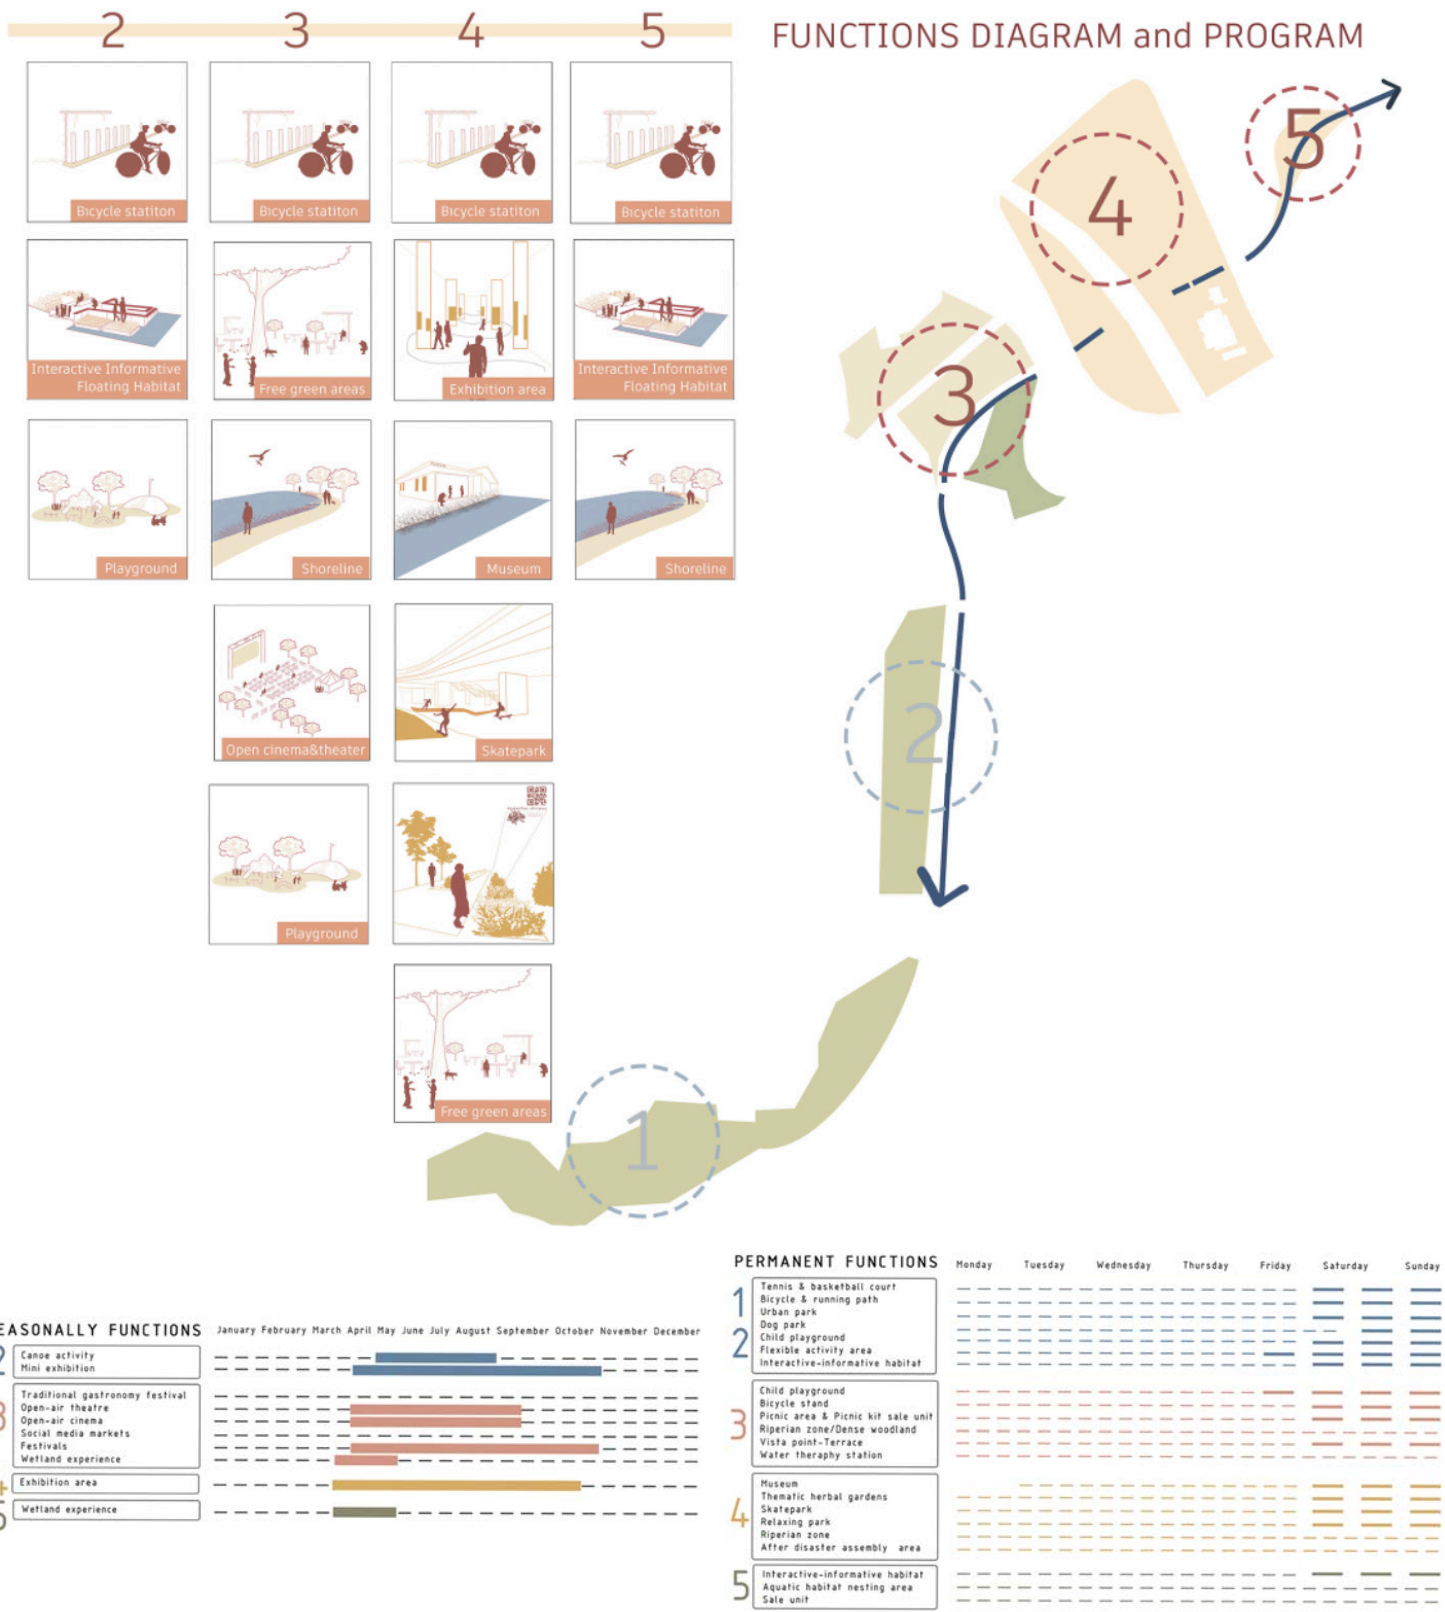 2 3 4 5
FUNCTIONS DIAGRAM and PROGRAM
Bicycle statiton
Bicycle statiton
Bicycle statiton
Bicycle statiton
Interactive Informative
Floating Habitat
Free green areas
Exhibition area
Interactive Informative
Floating Habitat
Playground
Shoreline
Museum
Shoreline
Open cinema&theater
Skatepark
Playground
Free green areas
5
4
3
2
1
EASONALLY FUNCTIONS
January February March April May June July August September October November December
2
Canoe activity
Mini exhibition
3
Traditional gastronomy festival
Open-air theatre
Open-air cinema
Social media markets
Festivals
Wetland experience
4
Exhibition area
5
Wetland experience
PERMANENT FUNCTIONS
Monday Tuesday Wednesday Thursday Friday Saturday Sunday
1
2
Tennis & basketball court
Bicycle & running path
Urban park
Dog park
Child playground
Flexible activity area
Interactive-informative habitat
3
Child playground
Bicycle stand
Picnic area & Picnic kit sale unit
Riperian zone/Dense woodland
Vista point-Terrace
Water theraphy station
4
Museum
Thematic herbal gardens
Skatepark
Relaxing park
Riperian zone
After disaster assembly area
5
Interactive-informative habitat
Aquatic habitat nesting area
Sale unit